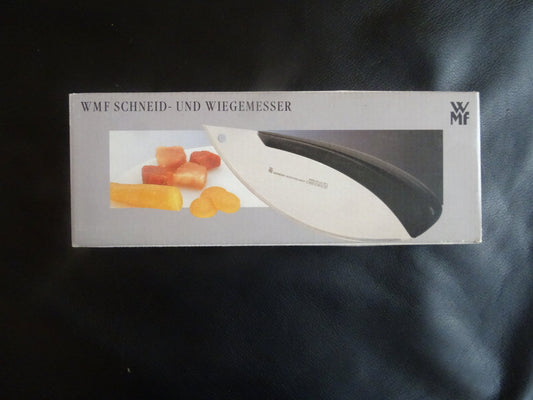 WMF SCHNEID- UND WIEGEMESSER
WMF